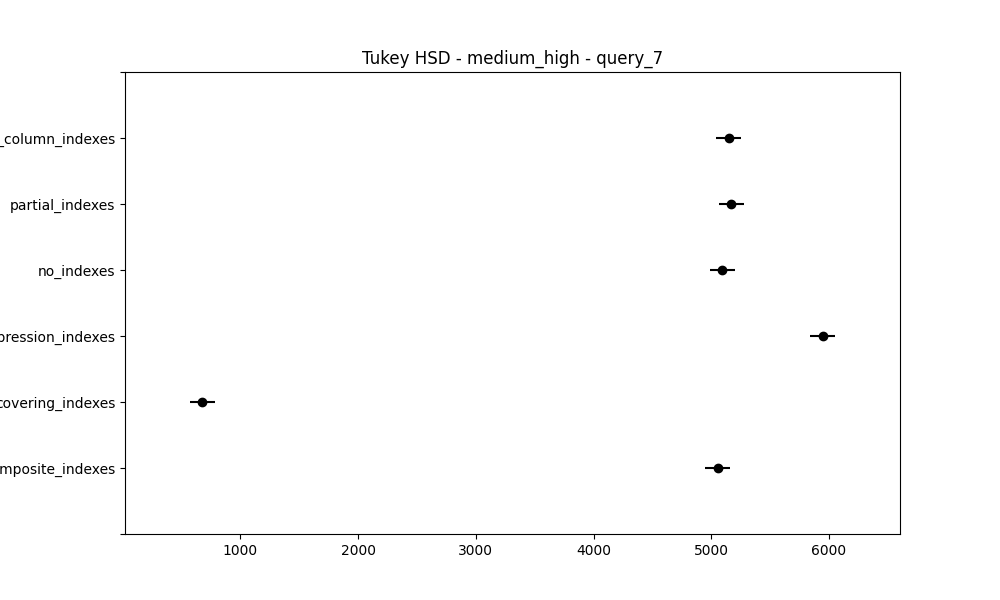 Tukey HSD - medium_high - query_7
_column_indexes
partial_indexes
no_indexes
pression_indexes
covering_indexes
mposite_indexes
1000 2000 3000 4000 5000 6000